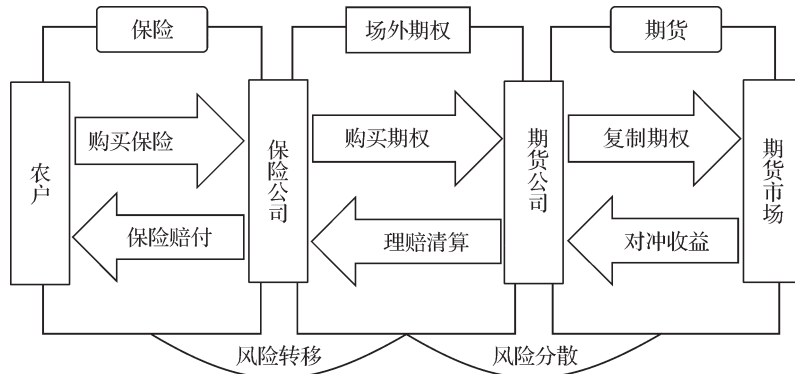 保险
场外期权
期货
农户
购买保险
保险公司
购买期权
期货公司
复制期权
期货市场
保险赔付
理赔清算
对冲收益
风险转移
风险分散